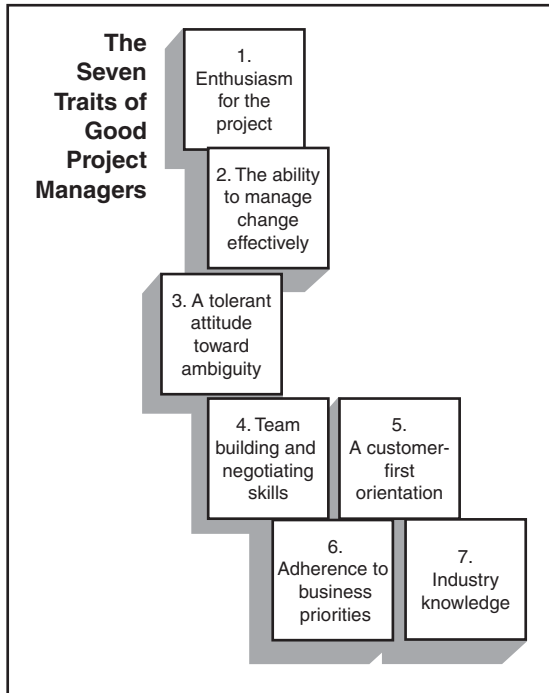 The
Seven
Traits of
Good
Project
Managers
1.
Enthusiasm
for the
project
2. The ability
to manage
change
effectively
3. A tolerant
attitude
toward
ambiguity
4. Team
building and
negotiating
skills
5.
A customer-
first
orientation
6.
Adherence to
business
priorities
7.
Industry
knowledge